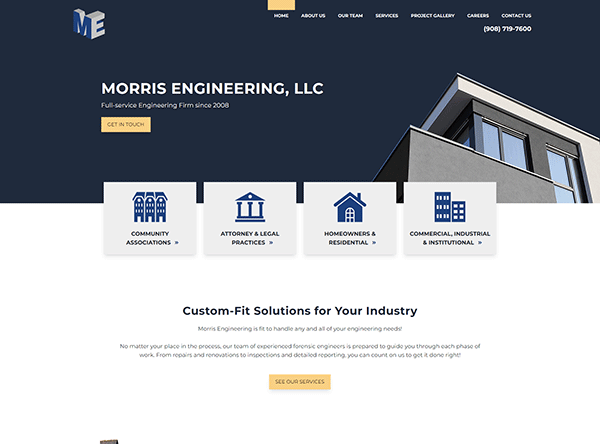 ME
HOME ABOUT US OUR TEAM SERVICES PROJECT GALLERY CAREERS CONTACT US
(908) 719-7600
MORRIS ENGINEERING, LLC
Full-service Engineering Firm since 2008
GET IN TOUCH
COMMUNITY
ASSOCIATIONS »
ATTORNEY & LEGAL
PRACTICES »
HOMEOWNERS &
RESIDENTIAL »
COMMERCIAL, INDUSTRIAL
& INSTITUTIONAL »
Custom-Fit Solutions for Your Industry
Morris Engineering is fit to handle any and all of your engineering needs!
No matter your place in the process, our team of experienced forensic engineers is prepared to guide you through each phase of
work. From repairs and renovations to inspections and detailed reporting, you can count on us to get it done right!
SEE OUR SERVICES